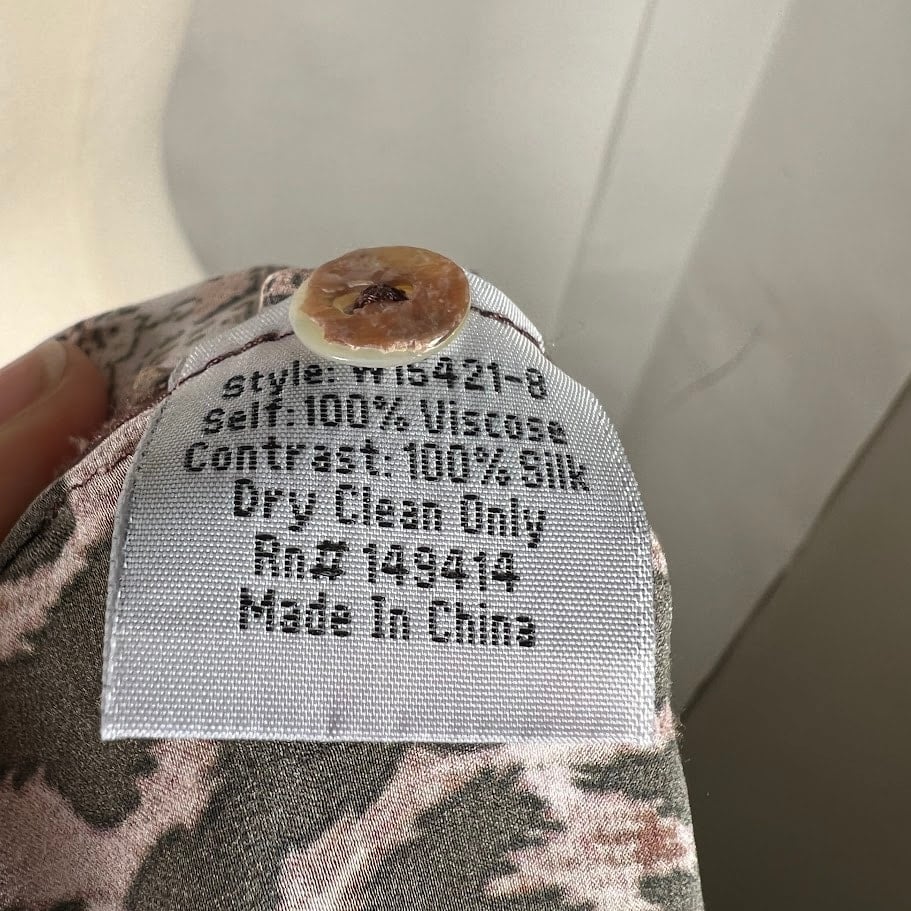 Style: W15421-8
Self: 100% Viscose
Contrast: 100% Silk
Dry Clean Only
Rn# 149414
Made In China